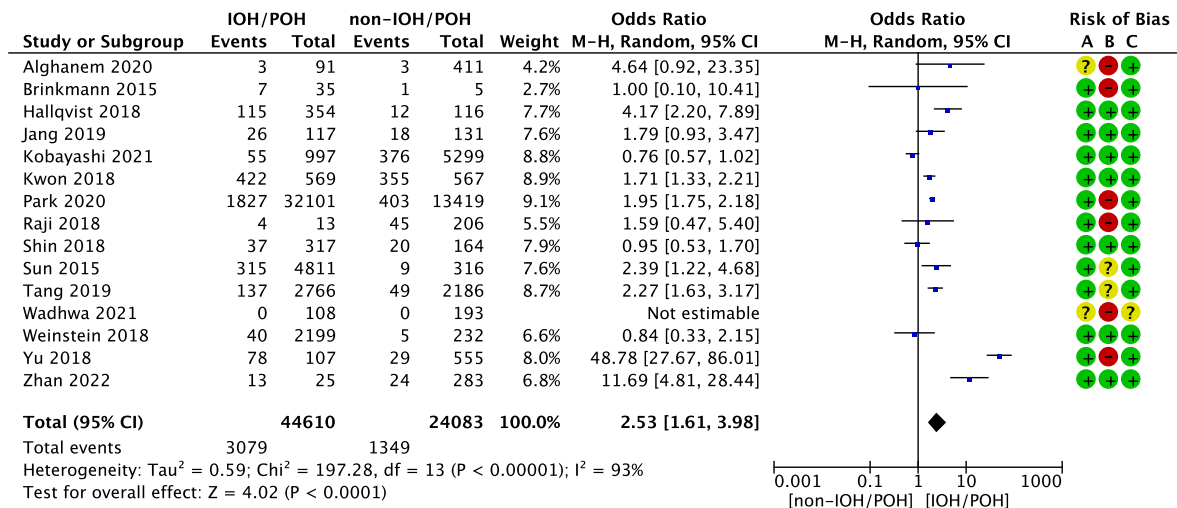 IOH/POH non-IOH/POH Odds Ratio Odds Ratio Risk of Bias
Study or Subgroup Events Total Events Total Weight M-H, Random, 95% CI M-H, Random, 95% CI A B C
Alghanem 2020 3 91 3 411 4.2% 4.64 [0.92, 23.35] ? - +
Brinkmann 2015 7 35 1 5 2.7% 1.00 [0.10, 10.41] + - +
Hallqvist 2018 115 354 12 116 7.7% 4.17 [2.20, 7.89] + + +
Jang 2019 26 117 18 131 7.6% 1.79 [0.93, 3.47] + + +
Kobayashi 2021 55 997 376 5299 8.8% 0.76 [0.57, 1.02] + + +
Kwon 2018 422 569 355 567 8.9% 1.71 [1.33, 2.21] + + +
Park 2020 1827 32101 403 13419 9.1% 1.95 [1.75, 2.18] + - +
Raji 2018 4 13 45 206 5.4% 1.59 [0.47, 5.40] + - +
Shin 2018 37 317 20 164 7.9% 0.95 [0.53, 1.70] + + +
Sun 2015 315 4811 9 316 7.6% 2.39 [1.22, 4.68] + ? +
Tang 2019 137 2766 49 2186 8.7% 2.27 [1.63, 3.17] + ? +
Wadhwa 2021 0 108 0 193 Not estimable ? - ?
Weinstein 2018 40 2199 5 232 6.6% 0.84 [0.33, 2.15] + + +
Yu 2018 78 107 29 555 8.0% 48.78 [27.67, 86.01] + - +
Zhan 2022 13 25 24 283 6.8% 11.69 [4.81, 28.44] + + +
Total (95% CI) 44610 24083 100.0% 2.53 [1.61, 3.98]
Total events 3079 1349
Heterogeneity: Tau² = 0.59; Chi² = 197.28, df = 13 (P < 0.00001); I² = 93%
Test for overall effect: Z = 4.02 (P < 0.0001)
0.001 0.1 1 10 1000
[non-IOH/POH] [IOH/POH]